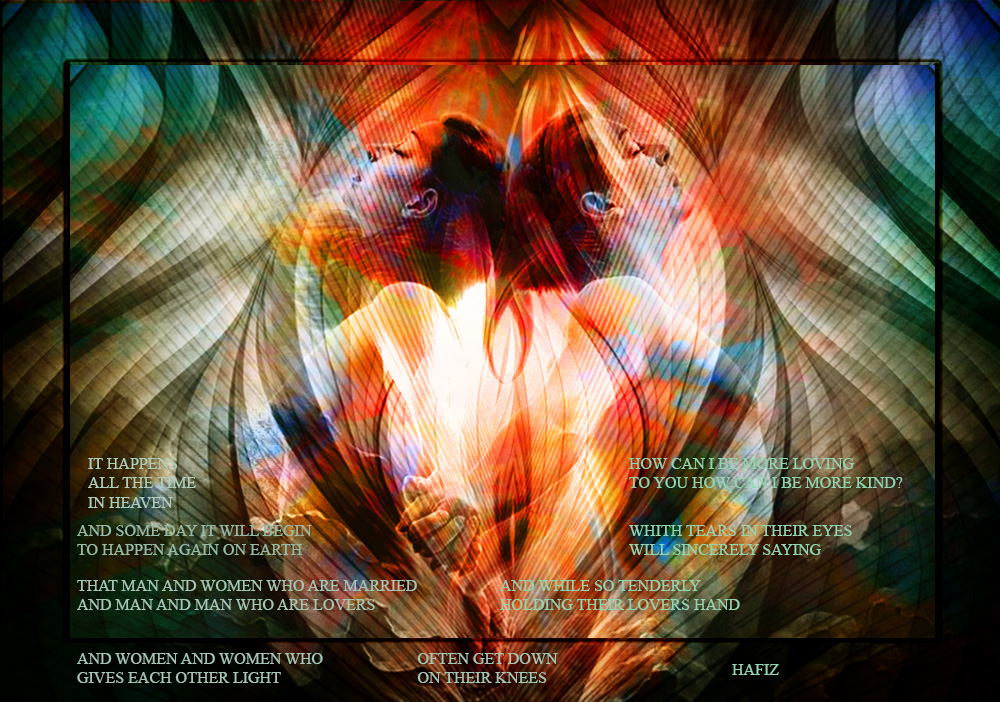 IT HAPPENS
ALL THE TIME
IN HEAVEN
AND SOME DAY IT WILL BEGIN
TO HAPPEN AGAIN ON EARTH
THAT MAN AND WOMEN WHO ARE MARRIED
AND MAN AND MAN WHO ARE LOVERS
AND WOMEN AND WOMEN WHO
GIVES EACH OTHER LIGHT
OFTEN GET DOWN
ON THEIR KNEES
AND WHILE SO TENDERLY
HOLDING THEIR LOVERS HAND
WHITH TEARS IN THEIR EYES
WILL SINCERELY SAYING
HOW CAN I BE MORE LOVING
TO YOU HOW CAN I BE MORE KIND?
HAFIZ